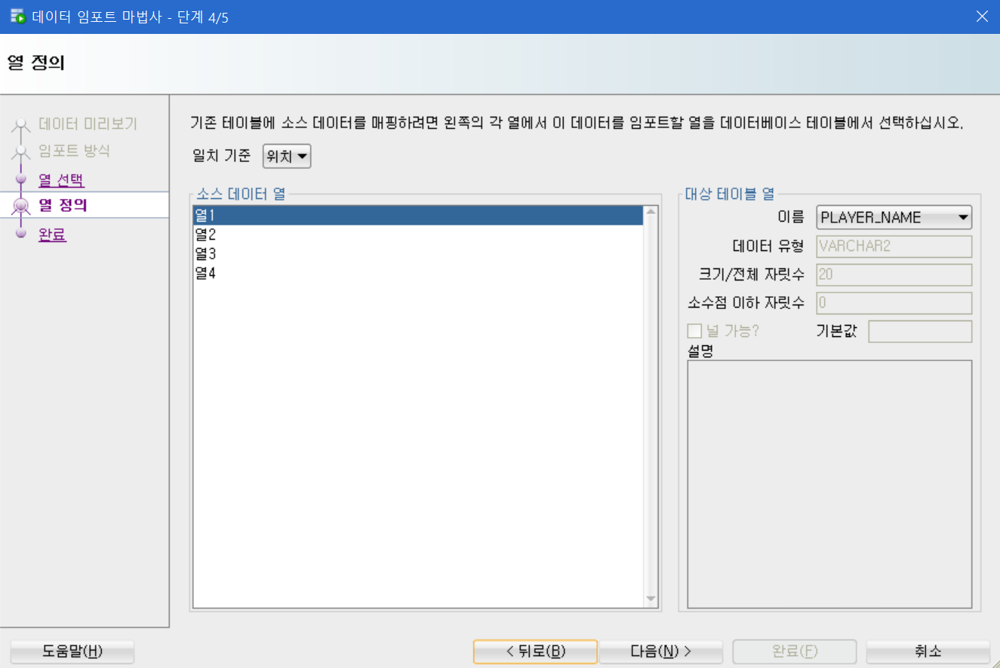 데이터 임포트 마법사 - 단계 4/5
열 정의
데이터 미리보기
임포트 방식
열 선택
열 정의
완료
기존 테이블에 소스 데이터를 매핑하려면 왼쪽의 각 열에서 이 데이터를 임포트할 열을 데이터베이스 테이블에서 선택하십시오.
일치 기준 위치
소스 데이터 열
열1
열2
열3
열4
대상 테이블 열
이름 PLAYER_NAME
데이터 유형 VARCHAR2
크기/전체 자릿수 20
소수점 이하 자릿수 0
널 가능? 기본값
설명
도움말(H)
< 뒤로(B)
다음(N) >
완료(F)
취소